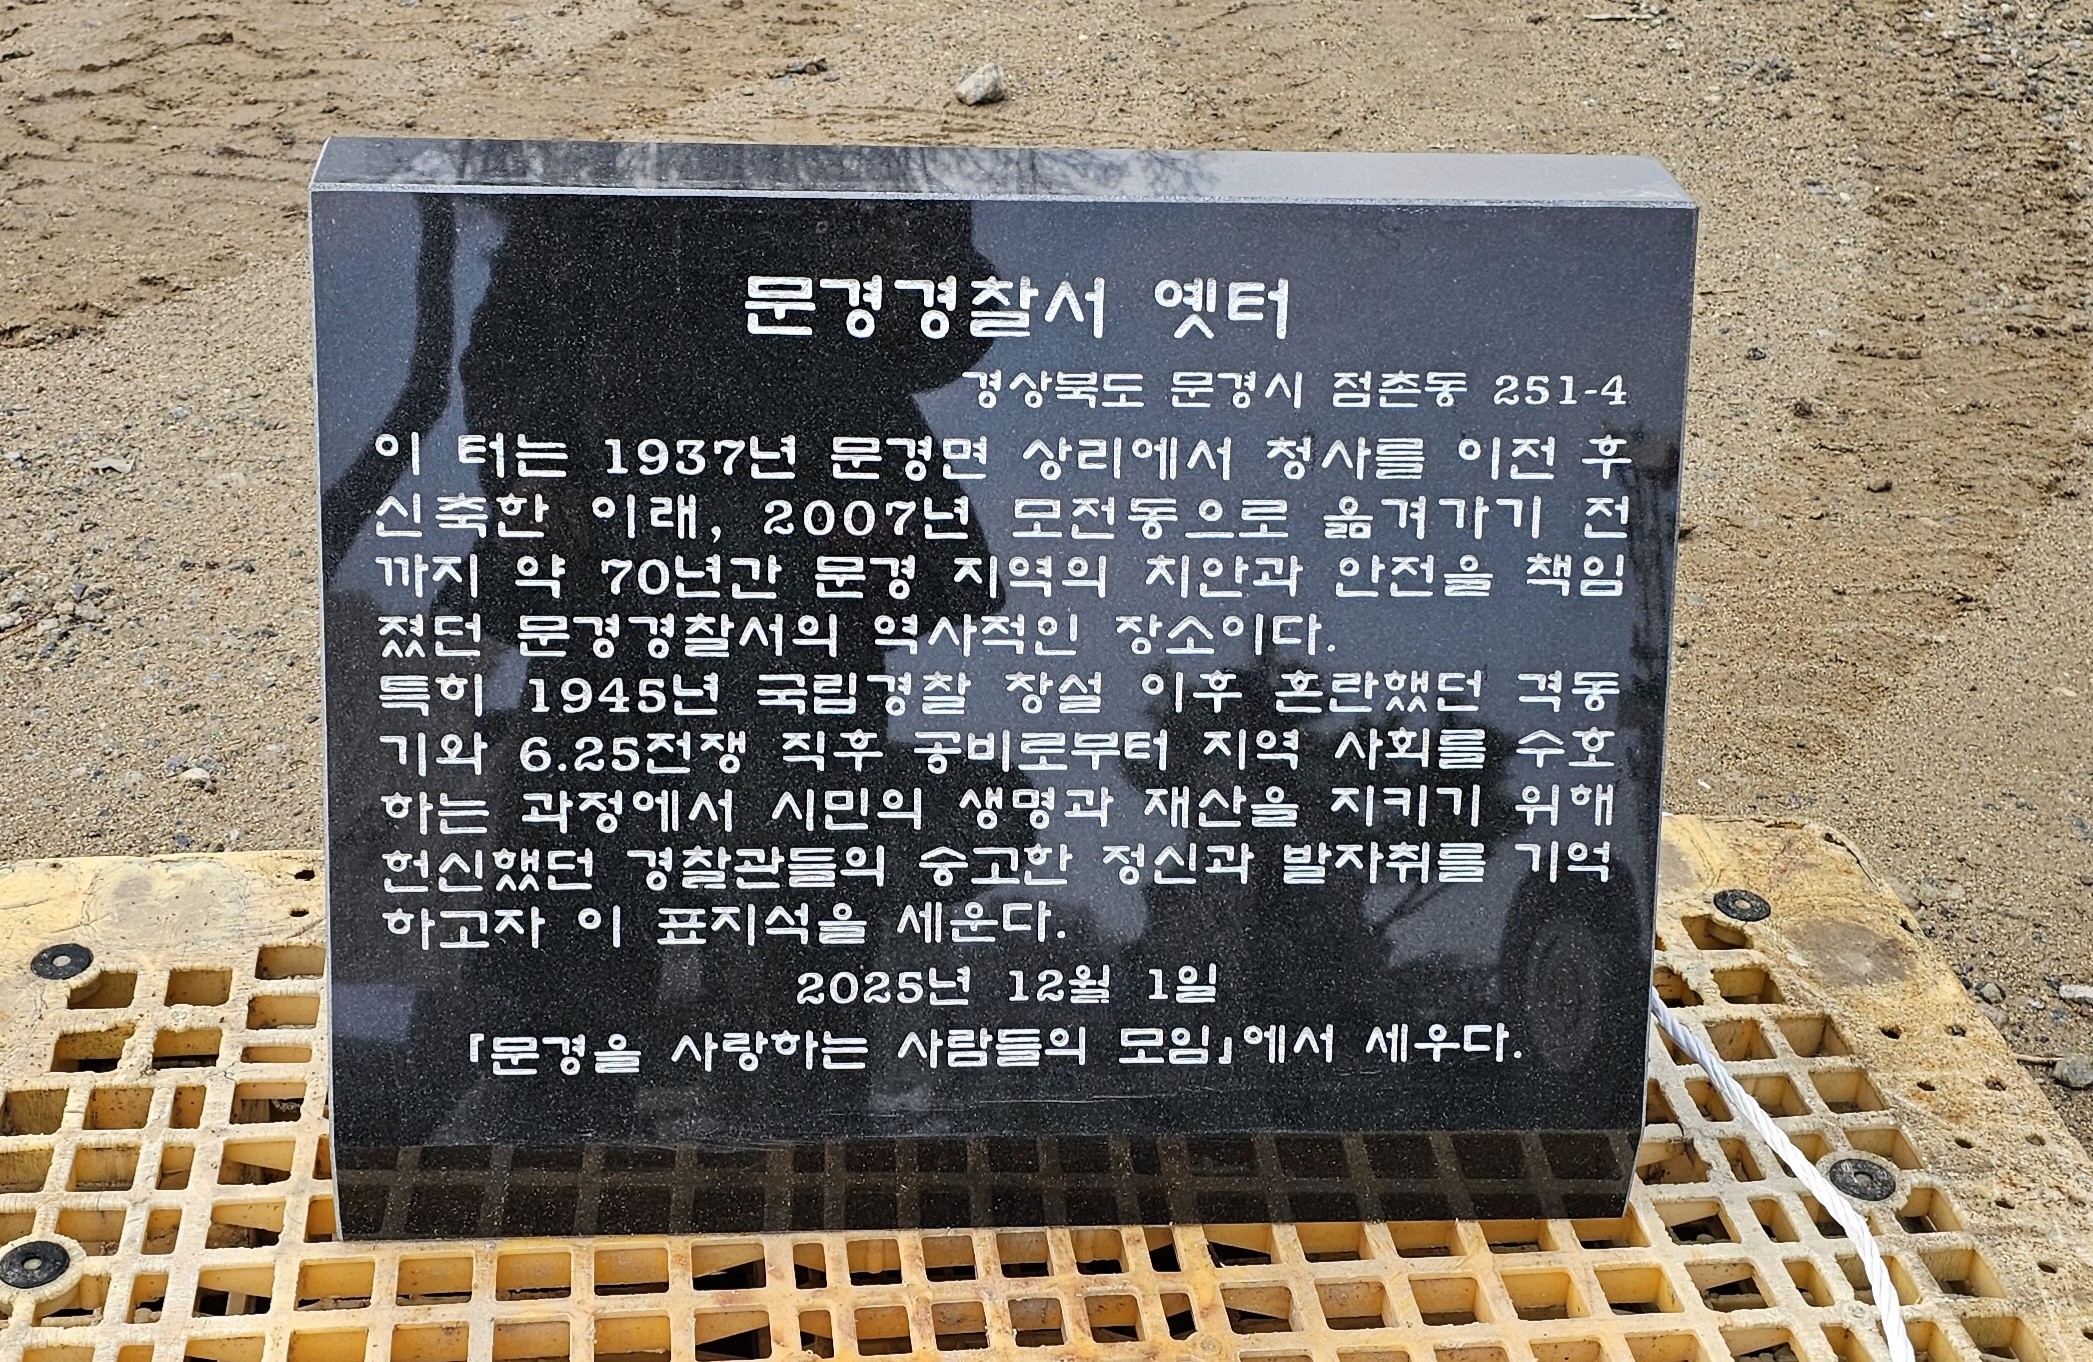 문경경찰서 옛터
경상북도 문경시 점촌동 251-4
이 터는 1937년 문경면 상리에서 청사를 이전 후
신축한 이래, 2007년 모전동으로 옮겨가기 전
까지 약 70년간 문경 지역의 치안과 안전을 책임
졌던 문경경찰서의 역사적인 장소이다.
특히 1945년 국립경찰 창설 이후 혼란했던 격동
기와 6.25전쟁 직후 공비로부터 지역 사회를 수호
하는 과정에서 시민의 생명과 재산을 지키기 위해
헌신했던 경찰관들의 숭고한 정신과 발자취를 기억
하고자 이 표지석을 세운다.
2025년 12월 1일
「문경을 사랑하는 사람들의 모임」에서 세우다.